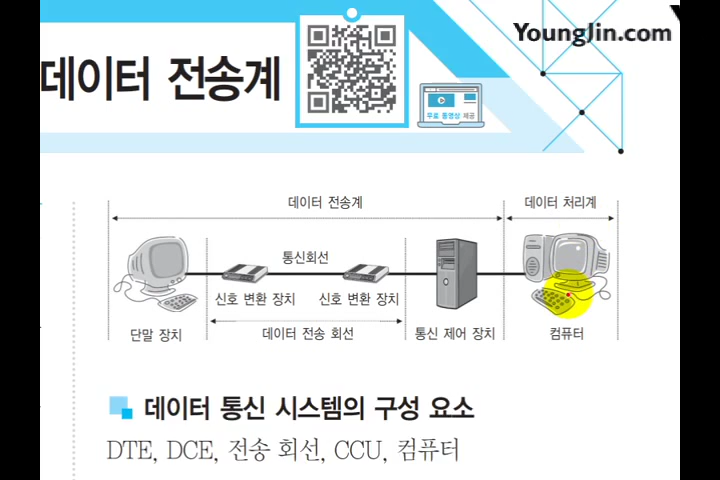 YoungJin.com
데이터 전송계
무료 동영상 제공
데이터 전송계 데이터 처리계
통신회선
신호 변환 장치 신호 변환 장치
단말 장치 데이터 전송 회선 통신 제어 장치 컴퓨터
데이터 통신 시스템의 구성 요소
DTE, DCE, 전송 회선, CCU, 컴퓨터